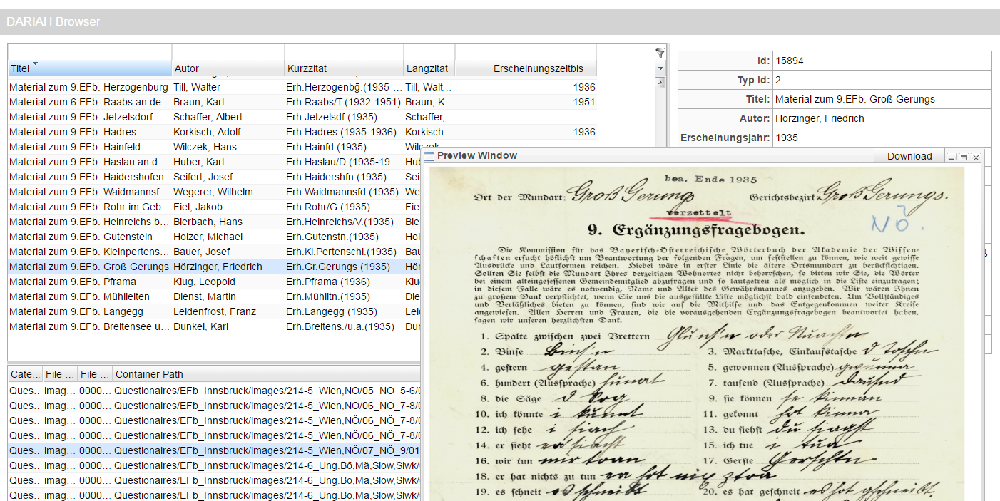 DARIAH Browser
Titel Autor Kurzzitat Langzitat Erscheinungszeitbis
Material zum 9.EFb. Herzogenburg Till, Walter Erh.Herzogenbg.(1935-... Till, Walt... 1936
Material zum 6.EFb. Raabs an de... Braun, Karl Erh.Raabs/T.(1932-1951) Braun, K... 1951
Material zum 9.EFb. Jetzelsdorf Schaffer, Albert Erh.Jetzelsdf.(1935) Schaffer,...
Material zum 9.EFb. Hadres Korkisch, Adolf Erh.Hadres (1935-1936) Korkisch... 1936
Material zum 9.EFb. Hainfeld Wilczek, Hans Erh.Hainfd.(1935) Wilczek,
Material zum 9.EFb. Haslau an d... Huber, Karl Erh.Haslau/D.(1935-19... Hu
Material zum 9.EFb. Haidershofen Seifert, Josef Erh.Haidershfn.(1935) Sei
Material zum 9.EFb. Waidmannsf... Wegerer, Wilhelm Erh.Waidmannsfd.(1935) We
Material zum 9.EFb. Rohr im Geb... Fiel, Jakob Erh.Rohr/G.(1935) Fie
Material zum 9.EFb. Heinreichs b... Bierbach, Hans Erh.Heinreichs/V.(1935) Bie
Material zum 9.EFb. Gutenstein Holzer, Michael Erh.Gutenstn.(1935) Hol
Material zum 9.EFb. Kleinpertens... Bauer, Josef Erh.Kl.Pertenschl.(1935) Bau
Material zum 9.EFb. Groß Gerungs Hörzinger, Friedrich Erh.Gr.Gerungs (1935) Hör
Material zum 9.EFb. Pframa Klug, Leopold Erh.Pframa (1936) Klu
Material zum 9.EFb. Mühlleiten Dienst, Martin Erh.Mühlltn.(1935) Die
Material zum 9.EFb. Langegg Leidenfrost, Franz Erh.Langegg (1935) Lei
Material zum 9.EFb. Breitensee u... Dunkel, Karl Erh.Breitens./u.a.(1935) Dun
Id: 15894
Typ Id: 2
Titel: Material zum 9.EFb. Groß Gerungs
Autor: Hörzinger, Friedrich
Erscheinungsjahr: 1935
Cate... File ... File ... Container Path
Ques... imag... 0000... Questionaires/EFb_Innsbruck/images/214-5_Wien,NÖ/05_NÖ_5-6/0
Ques... imag... 0000... Questionaires/EFb_Innsbruck/images/214-5_Wien,NÖ/06_NÖ_7-8/0
Ques... imag... 0000... Questionaires/EFb_Innsbruck/images/214-5_Wien,NÖ/06_NÖ_7-8/0
Ques... imag... 0000... Questionaires/EFb_Innsbruck/images/214-5_Wien,NÖ/06_NÖ_7-8/0
Ques... imag... 0000... Questionaires/EFb_Innsbruck/images/214-5_Wien,NÖ/07_NÖ_9/01
Ques... imag... 0000... Questionaires/EFb_Innsbruck/images/214-6_Ung.Bö,Mä,Slow,Slwk/
Ques... imag... 0000... Questionaires/EFb_Innsbruck/images/214-6_Ung.Bö,Mä,Slow,Slwk/
Ques... imag... 0000... Questionaires/EFb_Innsbruck/images/214-6_Ung.Bö,Mä,Slow,Slwk/
Preview Window Download
bea. Ende 1935
Ort der Mundart: Groß Gerungs Gerichtsbezirk: Groß Gerungs.
verzettelt
NÖ.
9. Ergänzungsfragebogen.
Die Kommission für das Bayerisch-Österreichische Wörterbuch der Akademie der Wissen-
schaften ersucht höflichst um Beantwortung der folgenden Fragen, um feststellen zu können, wie weit gewisse
Ausdrücke und Lautformen reichen. Hiebei wäre in erster Linie die ältere Ortsmundart zu berücksichtigen.
Sollten Sie selbst die Mundart Ihres derzeitigen Wohnortes nicht beherrschen, so bitten wir Sie, die Wörter
bei einem alteingesessenen Gemeindemitglied abzufragen und so lautgetreu als möglich in die Liste einzutragen;
in diesem Falle wäre es notwendig, Name und Alter des Gewährsmannes anzugeben. Wir wären Ihnen
zu großem Dank verpflichtet, wenn Sie uns die ausgefüllte Liste möglichst bald einsendeten. Um Vollständiges
und Verläßliches bieten zu können, sind wir auf die Mithilfe und das Entgegenkommen weiter Kreise
angewiesen. Allen Herren und Frauen, die die vorausgehenden Ergänzungsfragebogen beantwortet haben,
sagen wir unseren herzlichsten Dank.
1. Spalte zwischen zwei Brettern oder
2. Binse Bins'n 3. Markttasche, Einkaufstasche d Toschn
4. gestern gestan 5. gewonnen (Aussprache) gwunna
6. hundert (Aussprache) hunat 7. tausend (Aussprache) dausnd
8. die Säge d Sog 9. sie können se kinnan
10. ich könnte i kunnt 11. gekonnt hot kinna
12. ich sehe i siach 13. du siehst du siagst
14. er sieht ea siacht 15. ich tue i tua
16. wir tun mir toan 17. Gerste Gerschtn
18. er hat nichts zu tun ea hot nix z toa
19. es schneit es schneibt 20. es hat geschneit es hot gschneibt.